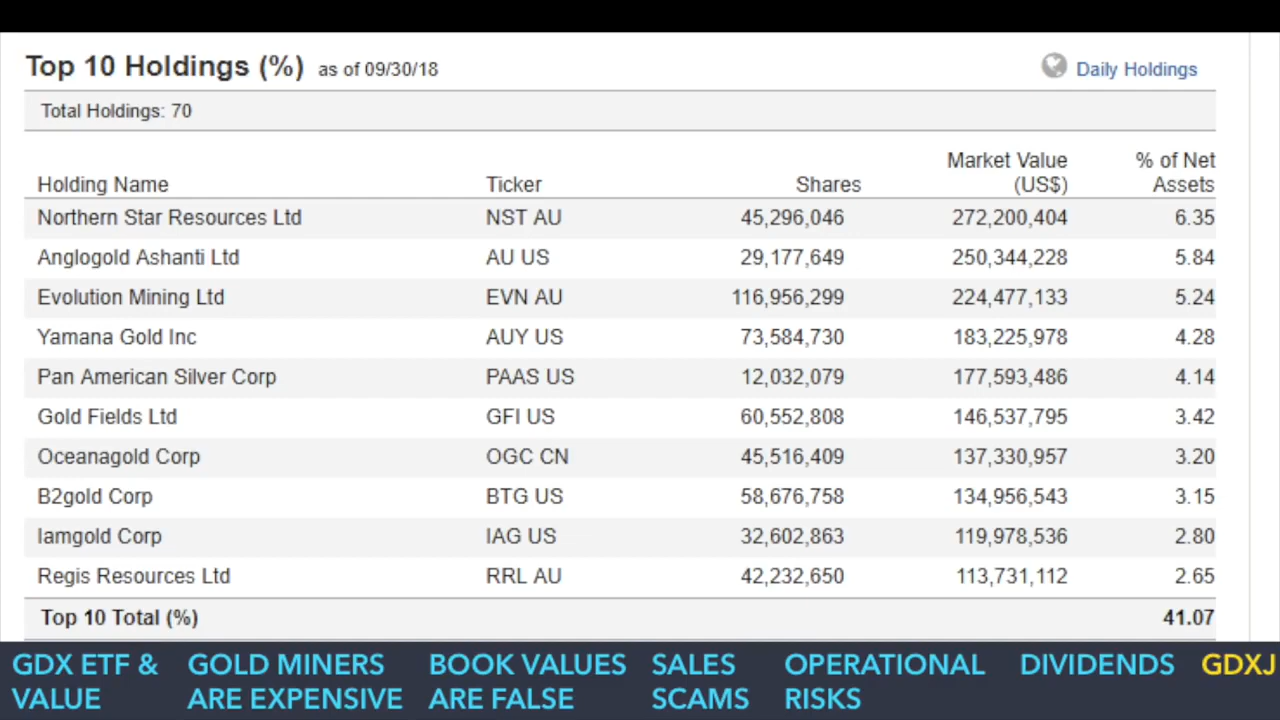 Top 10 Holdings (%) as of 09/30/18 Daily Holdings
Total Holdings: 70
Holding Name Ticker Shares Market Value (US$) % of Net Assets
Northern Star Resources Ltd NST AU 45,296,046 272,200,404 6.35
Anglogold Ashanti Ltd AU US 29,177,649 250,344,228 5.84
Evolution Mining Ltd EVN AU 116,956,299 224,477,133 5.24
Yamana Gold Inc AUY US 73,584,730 183,225,978 4.28
Pan American Silver Corp PAAS US 12,032,079 177,593,486 4.14
Gold Fields Ltd GFI US 60,552,808 146,537,795 3.42
Oceanagold Corp OGC CN 45,516,409 137,330,957 3.20
B2gold Corp BTG US 58,676,758 134,956,543 3.15
Iamgold Corp IAG US 32,602,863 119,978,536 2.80
Regis Resources Ltd RRL AU 42,232,650 113,731,112 2.65
Top 10 Total (%) 41.07
GDX ETF & VALUE
GOLD MINERS ARE EXPENSIVE
BOOK VALUES ARE FALSE
SALES SCAMS
OPERATIONAL RISKS
DIVIDENDS
GDXJ